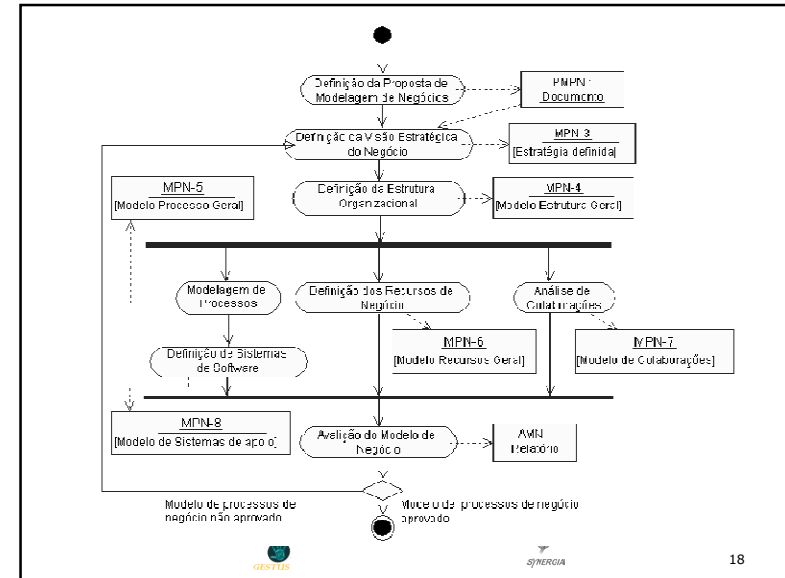 Definição da Proposta de
Modelagem de Negócios
PMPN :
Documento
Definição da Visão Estratégica
do Negócio
MPN-3
[Estratégia definida]
MPN-5
[Modelo Processo Geral]
Definição da Estrutura
Organizacional
MPN-4
[Modelo Estrutura Geral]
Modelagem de
Processos
Definição dos Recursos de
Negócio
Análise de
Colaborações
Definição de Sistemas
de Software
MPN-6
[Modelo Recursos Geral]
MPN-7
[Modelo de Colaborações]
MPN-8
[Modelo de Sistemas de apoio]
Avalição do Modelo de
Negócio
AMN
Relatório
Modelo de processos de
negócio não aprovado
Modelo de processos de negócio
aprovado
GESTUS
SYNERGIA
18